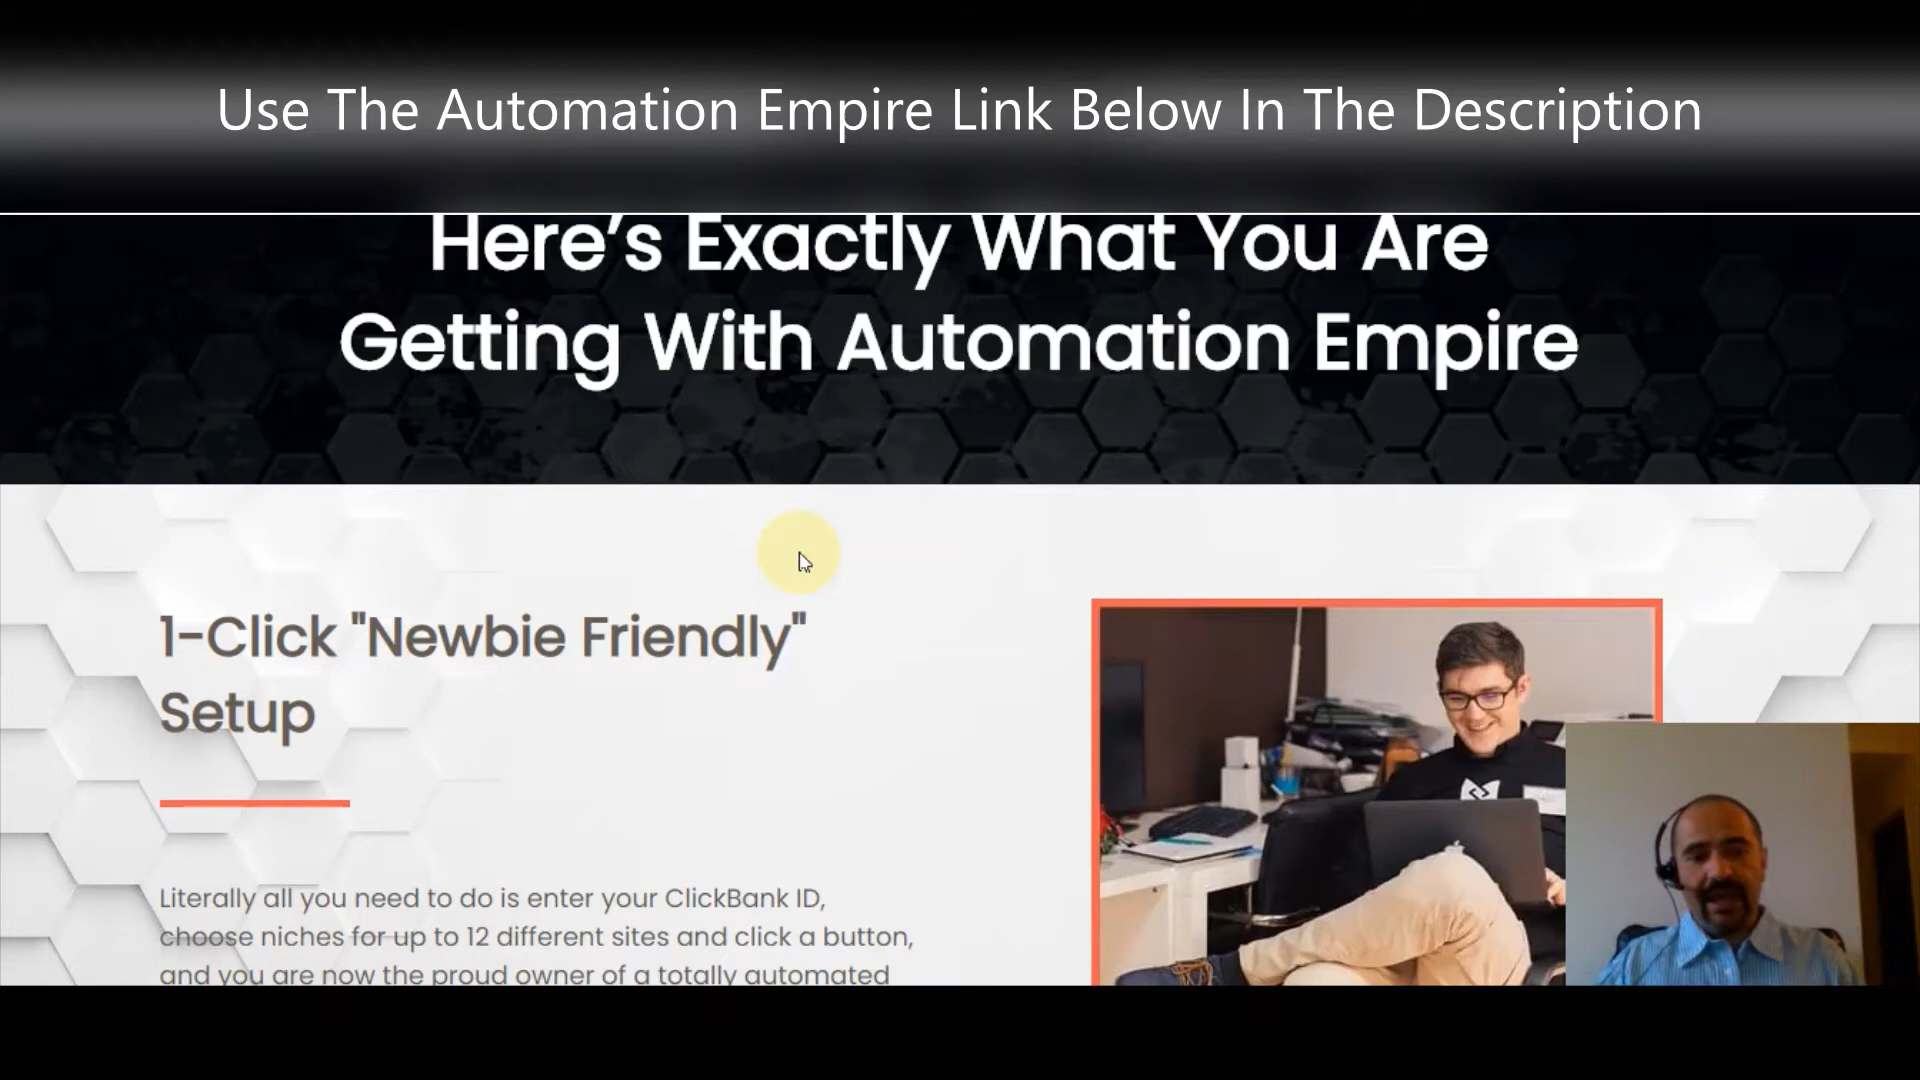 Use The Automation Empire Link Below In The Description
Here’s Exactly What You Are
Getting With Automation Empire
1-Click "Newbie Friendly"
Setup
Literally all you need to do is enter your ClickBank ID,
choose niches for up to 12 different sites and click a button,
and you are now the proud owner of a totally automated